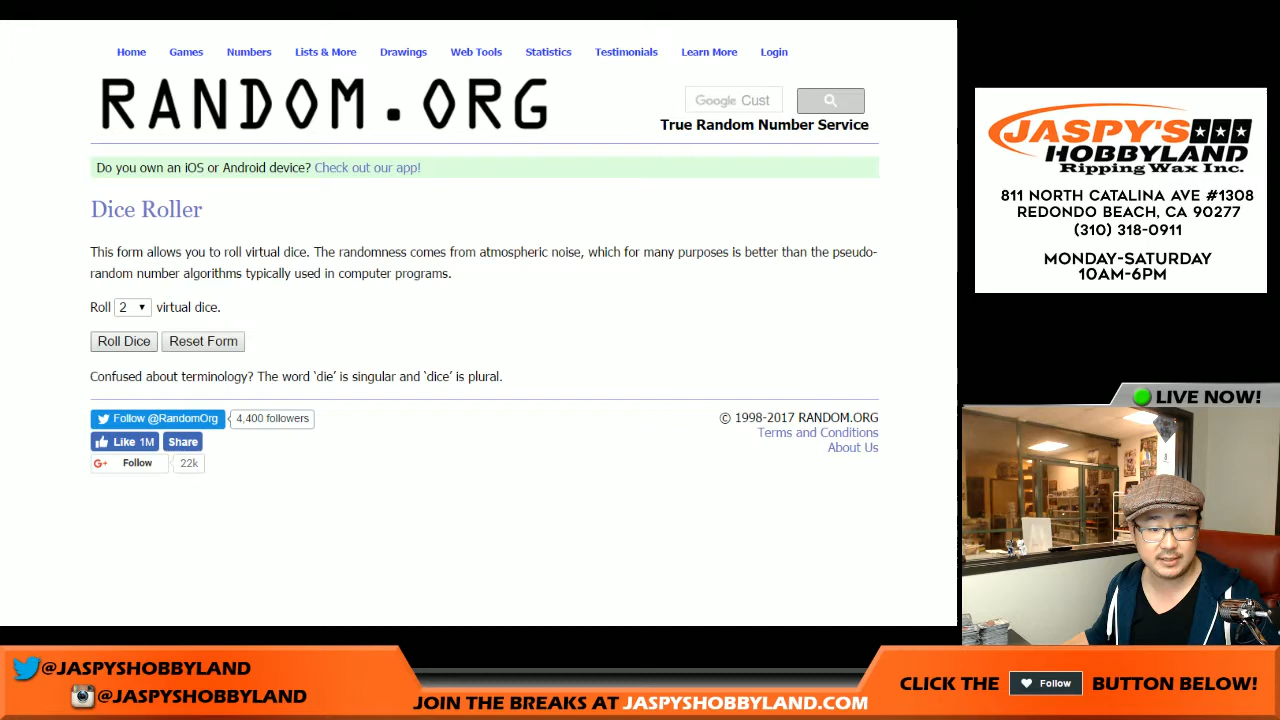 Home Games Numbers Lists & More Drawings Web Tools Statistics Testimonials Learn More Login
RANDOM.ORG
Google Cust
True Random Number Service
Do you own an iOS or Android device? Check out our app!
Dice Roller
This form allows you to roll virtual dice. The randomness comes from atmospheric noise, which for many purposes is better than the pseudo-
random number algorithms typically used in computer programs.
Roll 2 virtual dice.
Roll Dice Reset Form
Confused about terminology? The word ‘die’ is singular and ‘dice’ is plural.
Follow @RandomOrg 4,400 followers
Like 1M Share
G+ Follow 22k
© 1998-2017 RANDOM.ORG
Terms and Conditions
About Us
JASPY'S
HOBBYLAND
Ripping Wax Inc.
811 NORTH CATALINA AVE #1308
REDONDO BEACH, CA 90277
(310) 318-0911
MONDAY-SATURDAY
10AM-6PM
LIVE NOW!
@JASPYSHOBBYLAND
@JASPYSHOBBYLAND
JOIN THE BREAKS AT JASPYSHOBBYLAND.COM
CLICK THE Follow BUTTON BELOW!